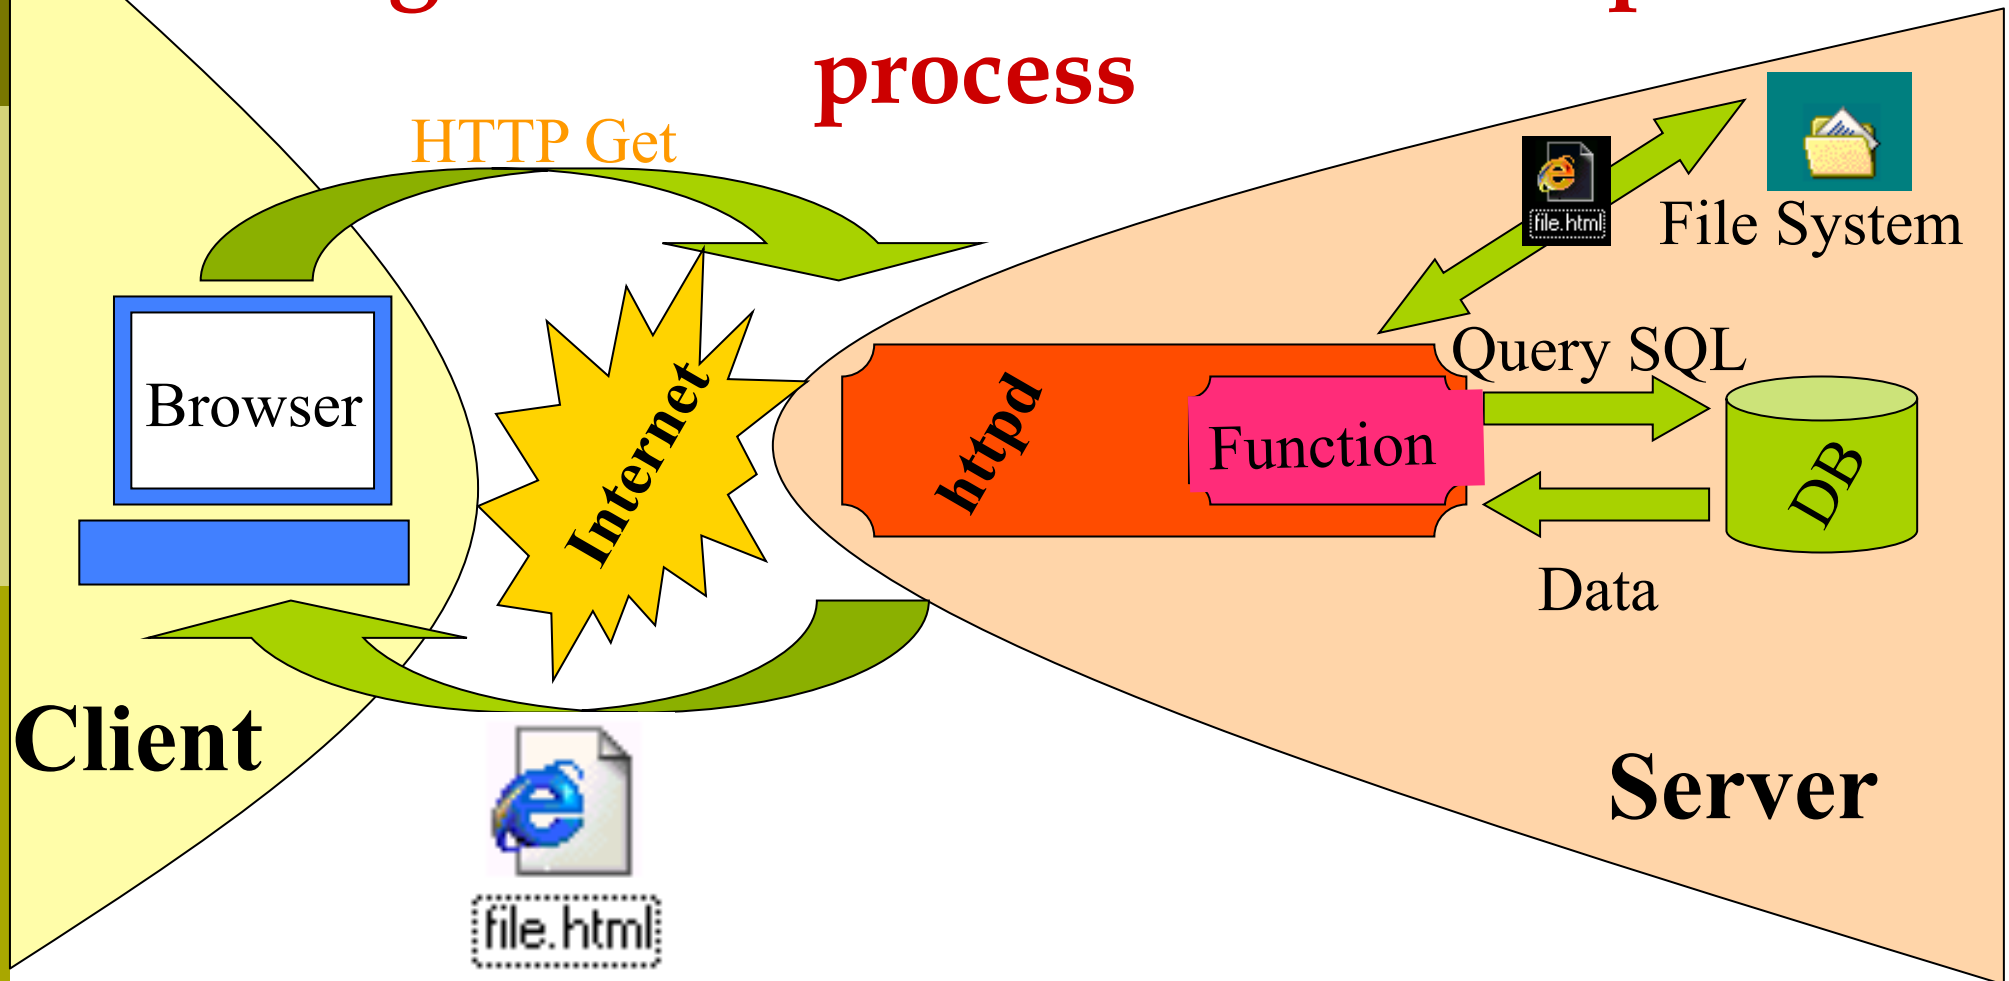 process
HTTP Get
file.html
File System
Query SQL
Browser
Internet
httpd
Function
DB
Data
Client
Server
file.html